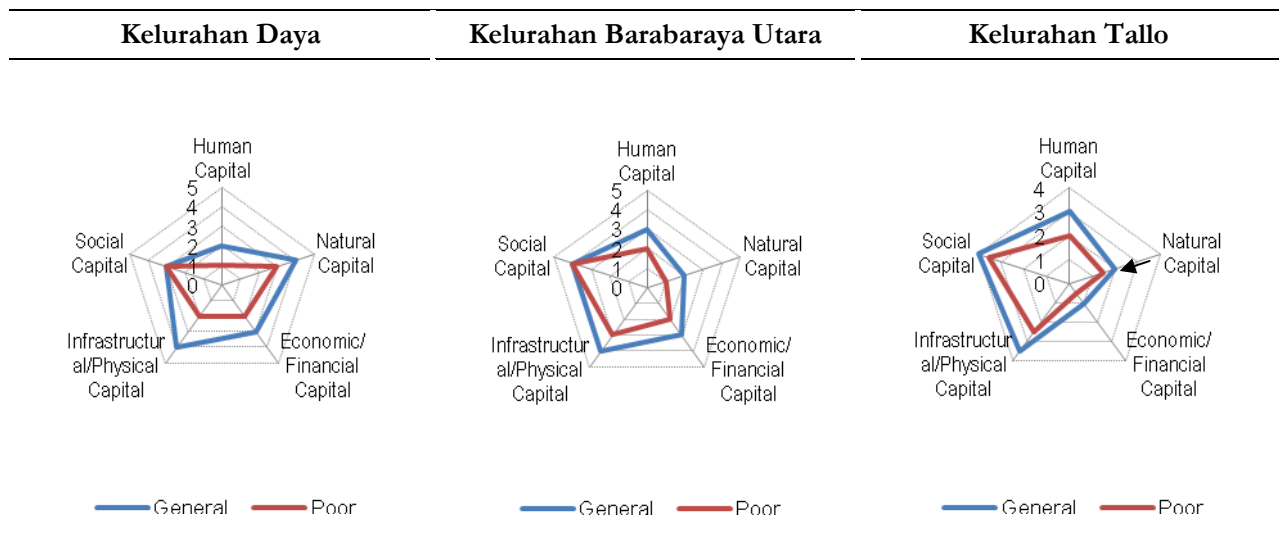 Kelurahan Daya
Human
Capital
5
4
3
2
1
0
Social
Capital
Natural
Capital
Infrastructur
al/Physical
Capital
Economic/
Financial
Capital
General
Poor
Kelurahan Barabaraya Utara
Human
Capital
5
4
3
2
1
0
Social
Capital
Natural
Capital
Infrastructur
al/Physical
Capital
Economic/
Financial
Capital
General
Poor
Kelurahan Tallo
Human
Capital
4
3
2
1
0
Social
Capital
Natural
Capital
Infrastructur
al/Physical
Capital
Economic/
Financial
Capital
General
Poor